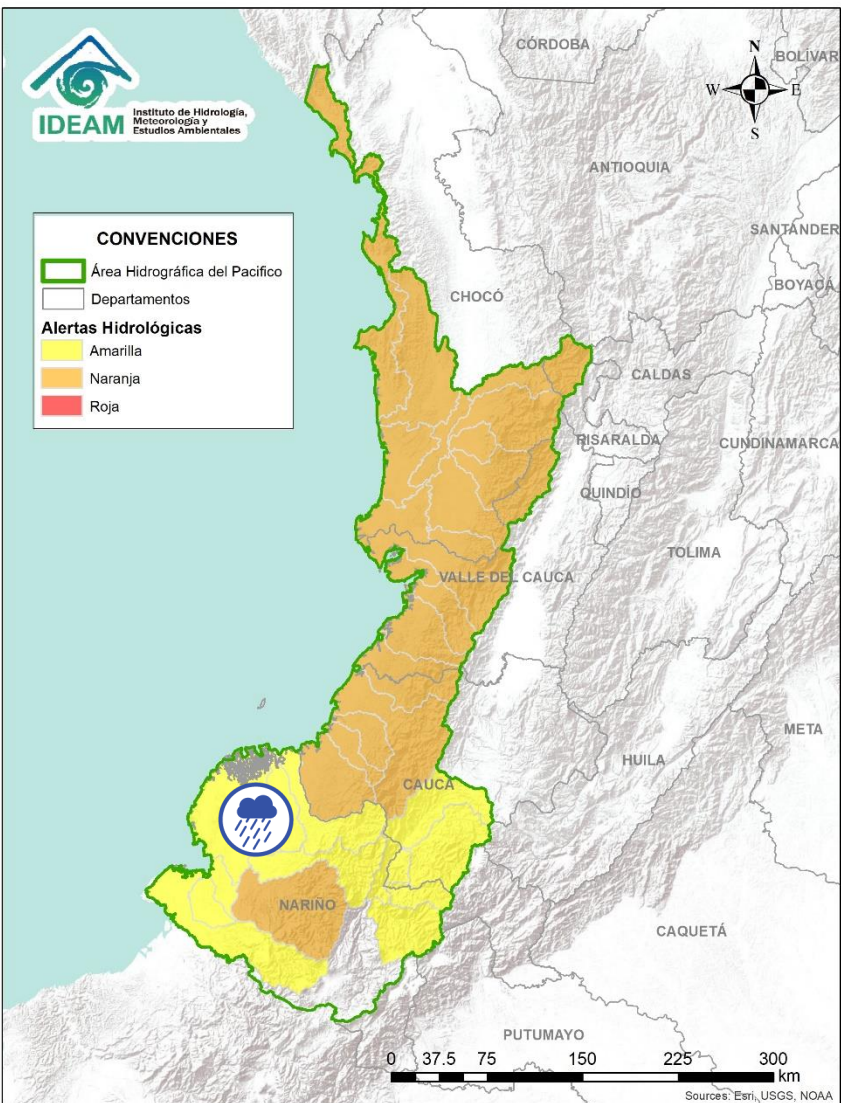 IDEAM
Instituto de Hidrología,
Meteorología y
Estudios Ambientales
N
W
E
S
CONVENCIONES
Área Hidrográfica del Pacifico
Departamentos
Alertas Hidrológicas
Amarilla
Naranja
Roja
CÓRDOBA
BOLÍVAR
ANTIOQUIA
SANTANDER
BOYACÁ
CHOCÓ
CALDAS
RISARALDA
CUNDINAMARCA
QUINDÍO
TOLIMA
VALLE DEL CAUCA
META
HUILA
CAUCA
NARIÑO
CAQUETÁ
PUTUMAYO
0 37.5 75 150 225 300
km
Sources: Esri, USGS, NOAA